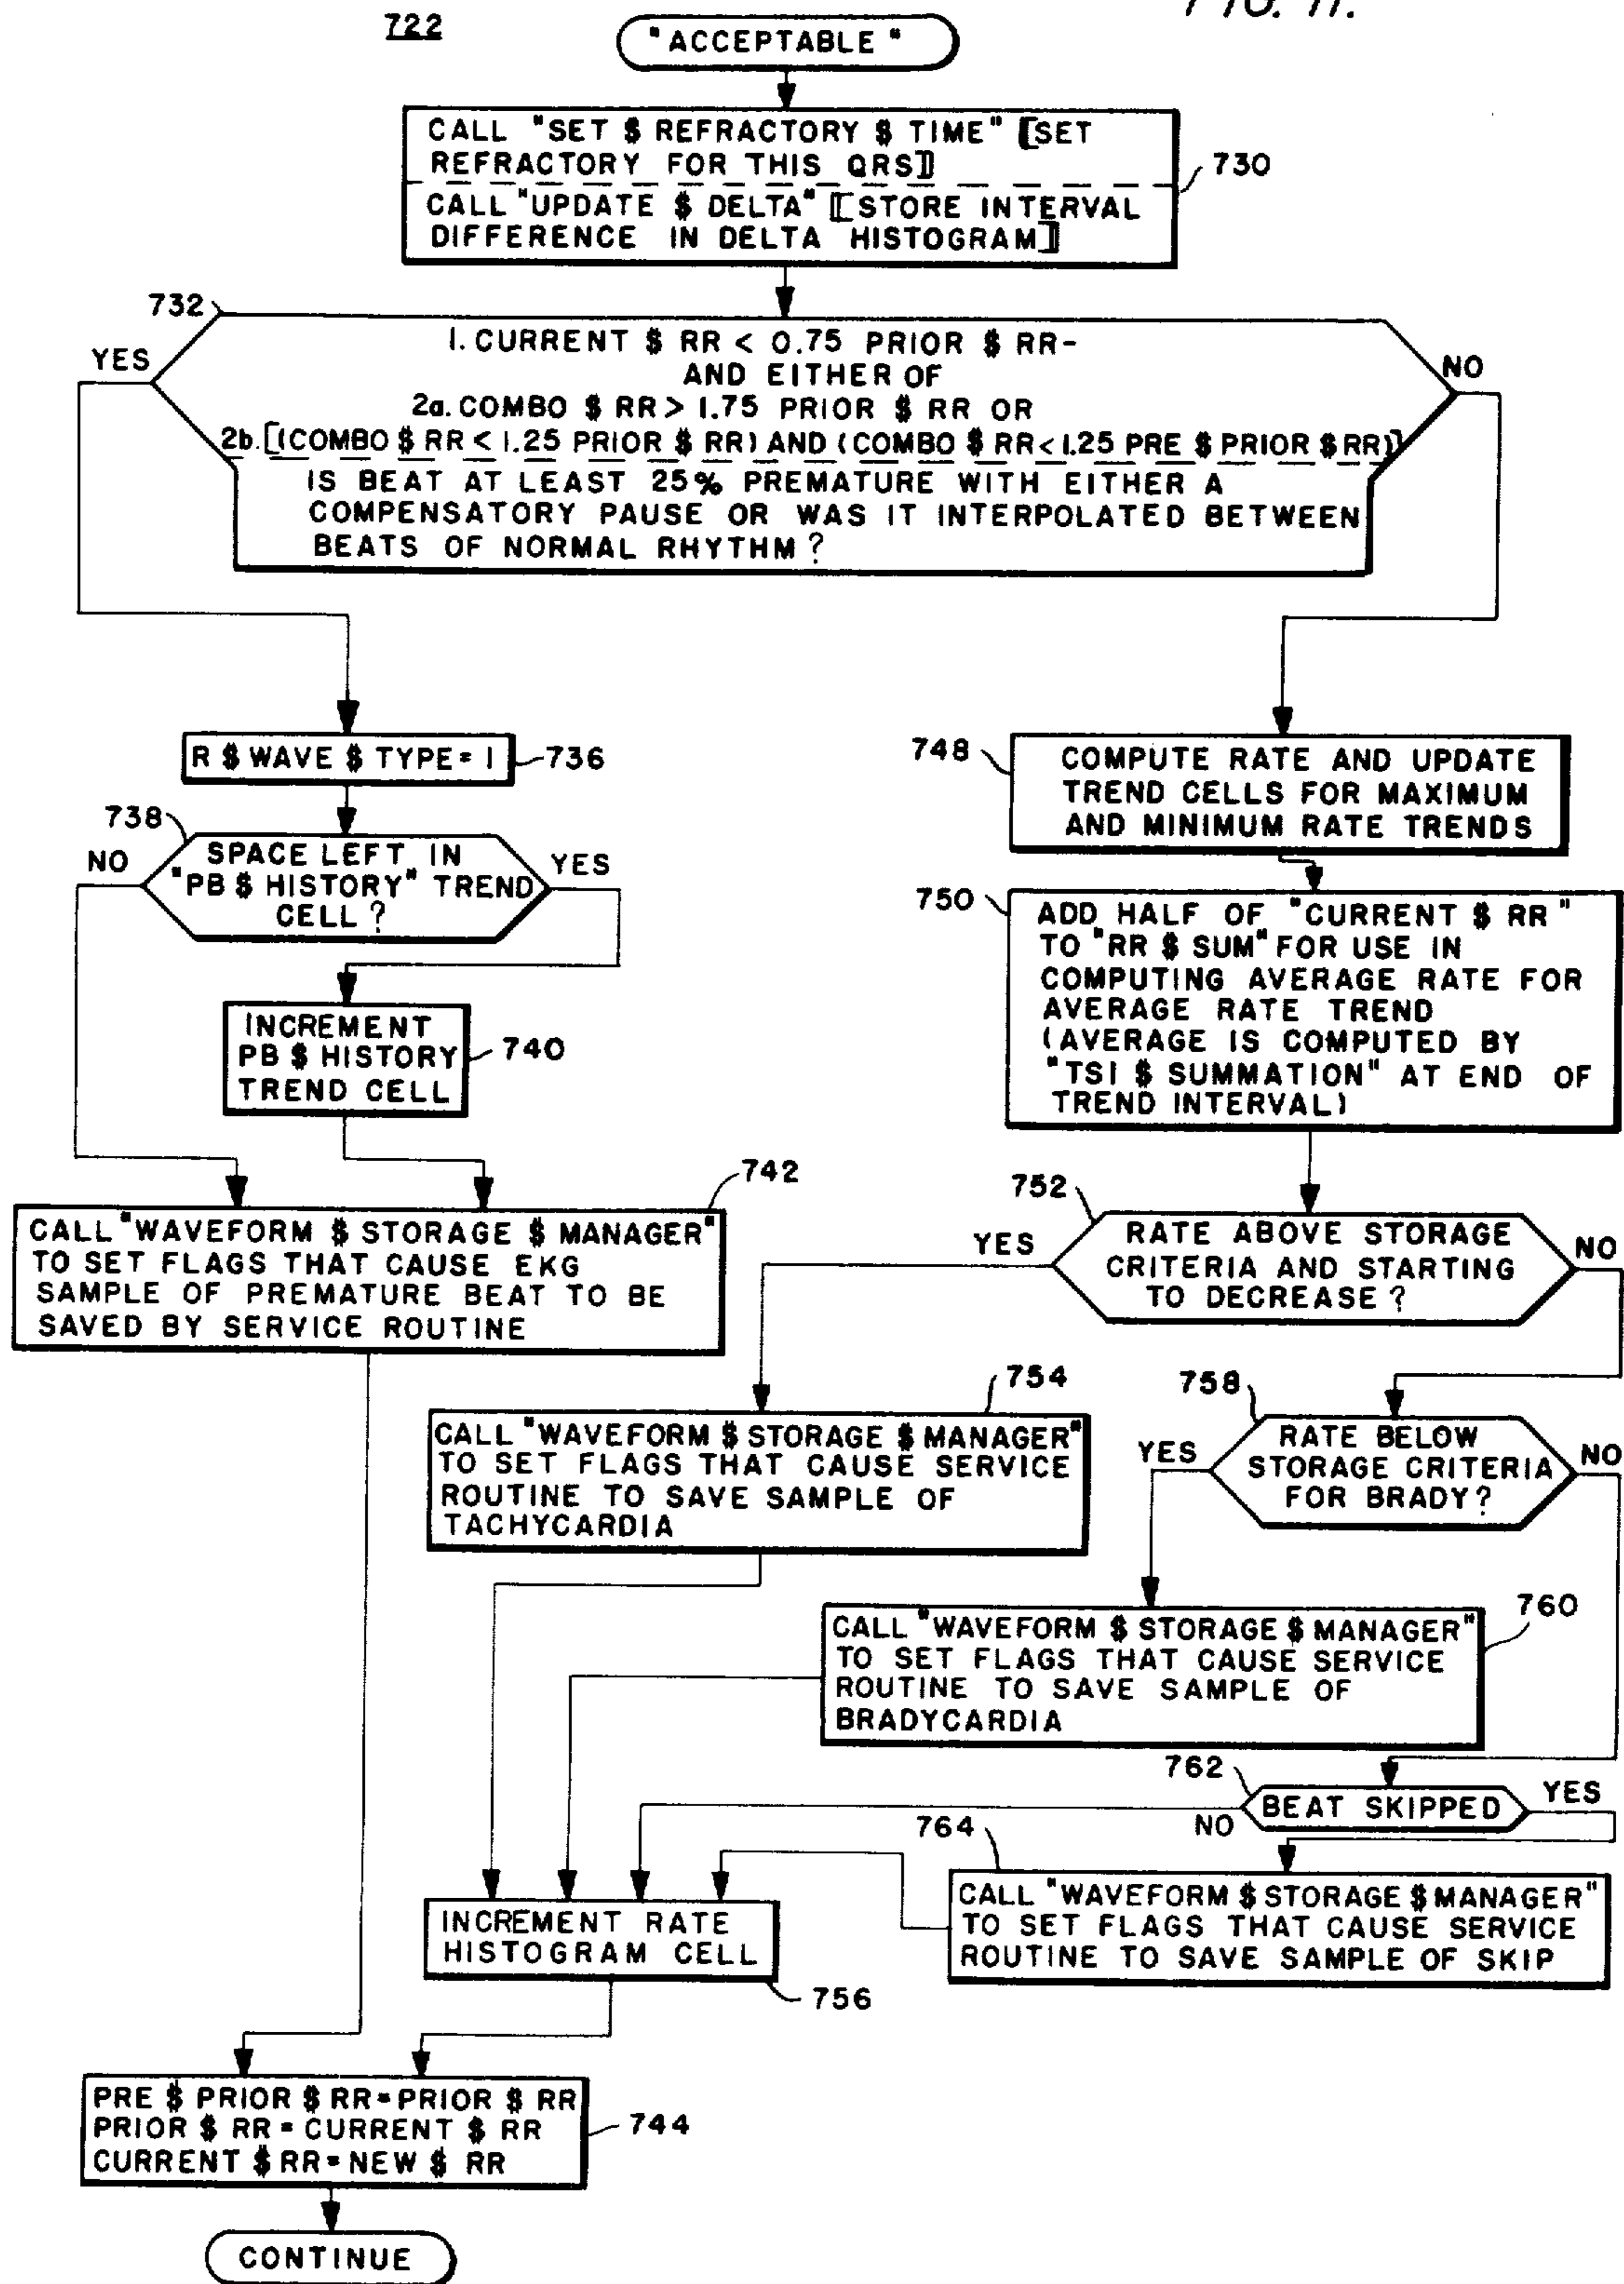 FIG. 11.
722
"ACCEPTABLE"
CALL "SET $ REFRACTORY $ TIME" [SET
REFRACTORY FOR THIS QRS]]
CALL "UPDATE $ DELTA" [[STORE INTERVAL
DIFFERENCE IN DELTA HISTOGRAM]]
730
732
YES
NO
1. CURRENT $ RR < 0.75 PRIOR $ RR-
AND EITHER OF
2a. COMBO $ RR > 1.75 PRIOR $ RR OR
2b. [(COMBO $ RR < 1.25 PRIOR $ RR) AND (COMBO $ RR < 1.25 PRE $ PRIOR $ RR)]
IS BEAT AT LEAST 25% PREMATURE WITH EITHER A
COMPENSATORY PAUSE OR WAS IT INTERPOLATED BETWEEN
BEATS OF NORMAL RHYTHM ?
R $ WAVE $ TYPE = 1
736
738
NO
YES
SPACE LEFT IN
"PB $ HISTORY" TREND
CELL ?
INCREMENT
PB $ HISTORY
TREND CELL
740
742
CALL "WAVEFORM $ STORAGE $ MANAGER"
TO SET FLAGS THAT CAUSE EKG
SAMPLE OF PREMATURE BEAT TO BE
SAVED BY SERVICE ROUTINE
748
COMPUTE RATE AND UPDATE
TREND CELLS FOR MAXIMUM
AND MINIMUM RATE TRENDS
750
ADD HALF OF "CURRENT $ RR"
TO "RR $ SUM" FOR USE IN
COMPUTING AVERAGE RATE FOR
AVERAGE RATE TREND
(AVERAGE IS COMPUTED BY
"TSI $ SUMMATION" AT END OF
TREND INTERVAL)
752
YES
NO
RATE ABOVE STORAGE
CRITERIA AND STARTING
TO DECREASE ?
754
CALL "WAVEFORM $ STORAGE $ MANAGER"
TO SET FLAGS THAT CAUSE SERVICE
ROUTINE TO SAVE SAMPLE OF
TACHYCARDIA
758
YES
NO
RATE BELOW
STORAGE CRITERIA
FOR BRADY?
760
CALL "WAVEFORM $ STORAGE $ MANAGER"
TO SET FLAGS THAT CAUSE SERVICE
ROUTINE TO SAVE SAMPLE OF
BRADYCARDIA
762
BEAT SKIPPED
YES
NO
764
CALL "WAVEFORM $ STORAGE $ MANAGER"
TO SET FLAGS THAT CAUSE SERVICE
ROUTINE TO SAVE SAMPLE OF SKIP
INCREMENT RATE
HISTOGRAM CELL
756
PRE $ PRIOR $ RR = PRIOR $ RR
PRIOR $ RR = CURRENT $ RR
CURRENT $ RR = NEW $ RR
744
CONTINUE